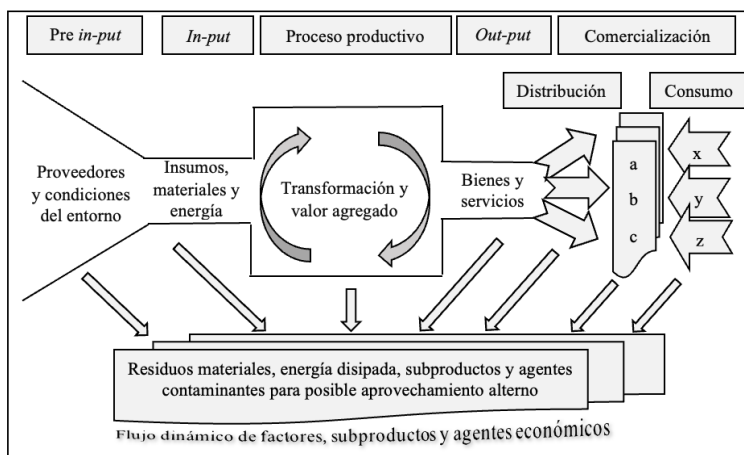 Pre in-put
In-put
Proceso productivo
Out-put
Comercialización
Distribución
Consumo
Proveedores
y condiciones
del entorno
Insumos,
materiales y
energía
Transformación y
valor agregado
Bienes y
servicios
a
b
c
x
y
z
Residuos materiales, energía disipada, subproductos y agentes
contaminantes para posible aprovechamiento alterno
Flujo dinámico de factores, subproductos y agentes económicos